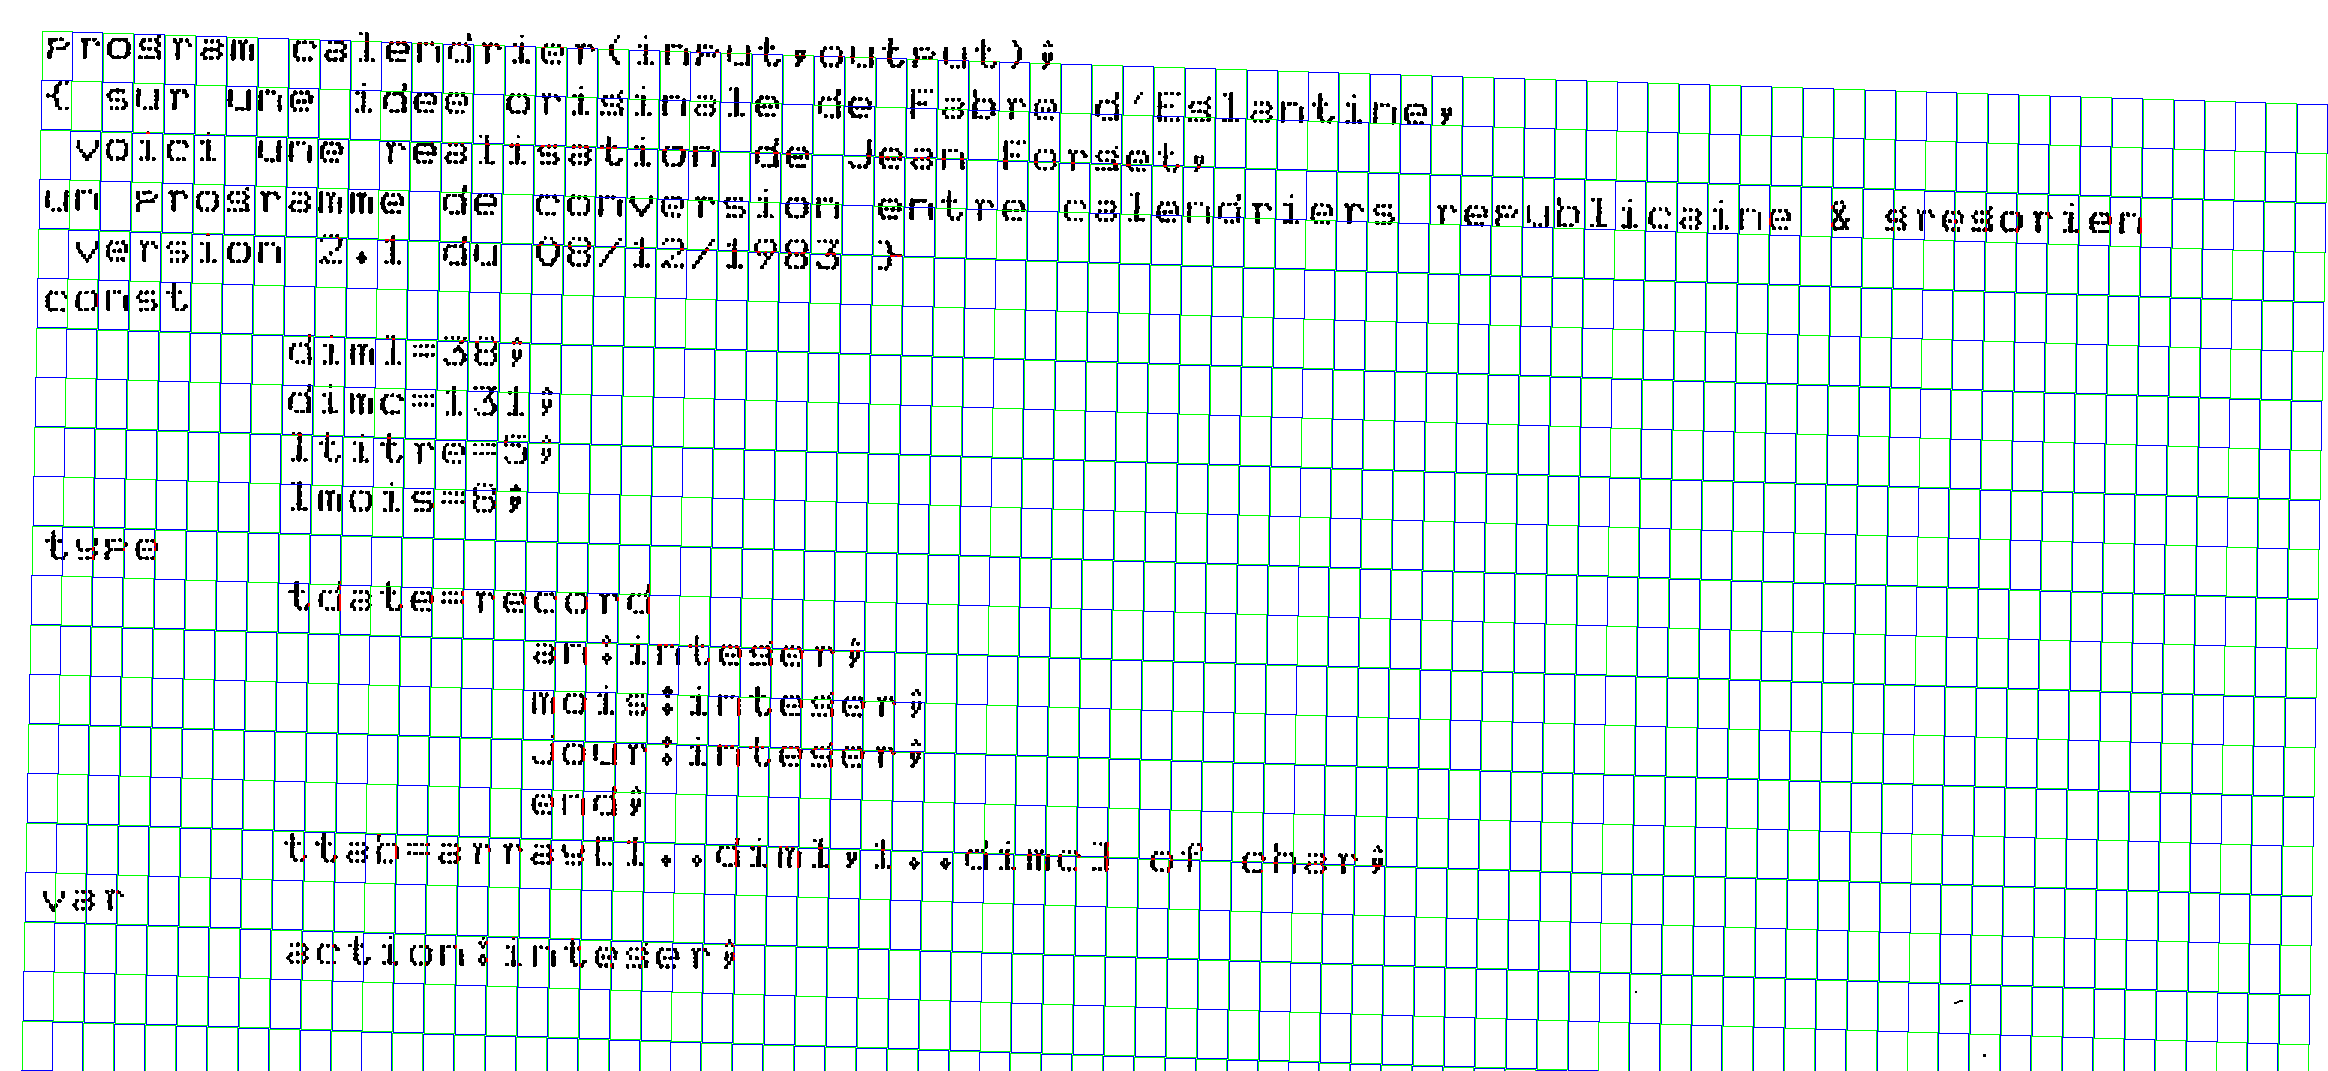 program calendrier(input,output);
{ sur une idee originale de Fabre d'Eglantine,
voici une realisation de Jean Forget,
un programme de conversion entre calendriers republicaine & gregorien
version 2.1 du 08/12/1983 }
const
diml=38;
dimc=131;
ltitre=5;
lmois=8;
type
tdate=record
an:integer;
mois:integer;
jour:integer;
end;
ttab=array[1..diml,1..dimc] of char;
var
action:integer;